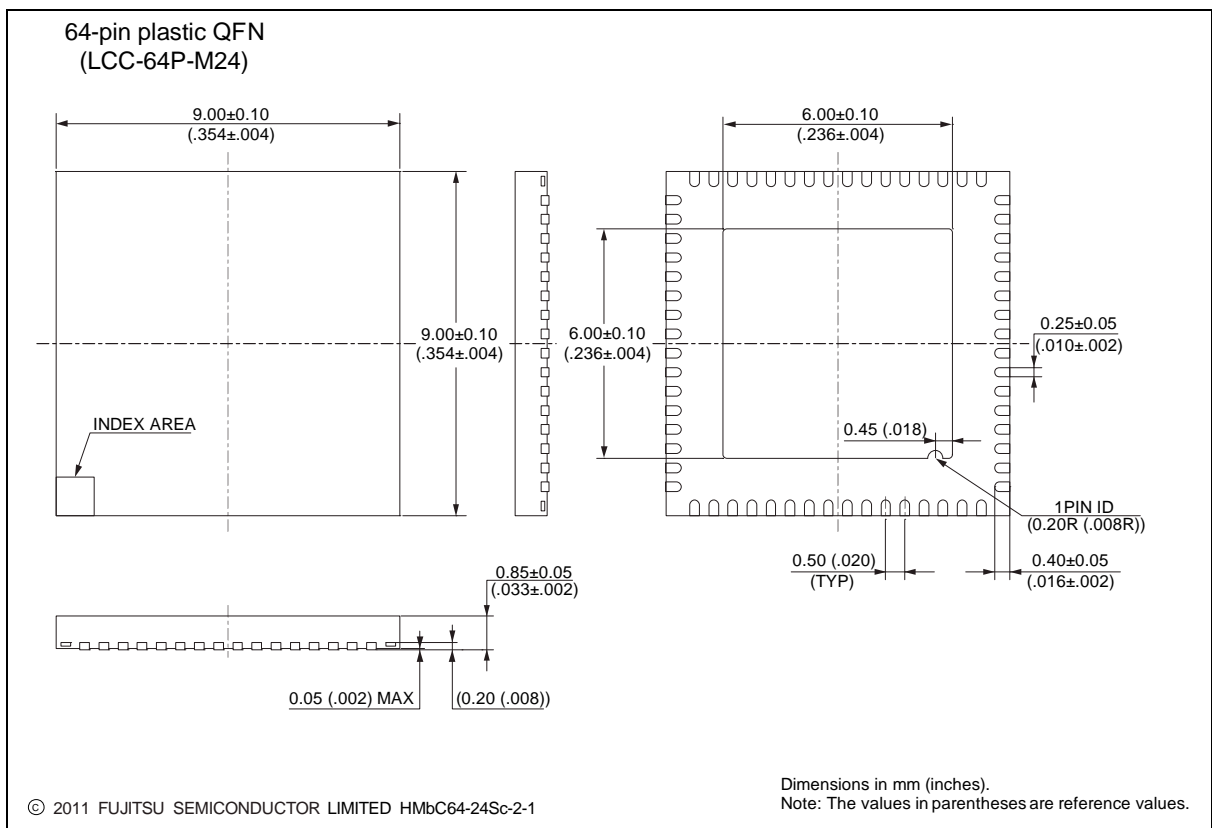 64-pin plastic QFN
(LCC-64P-M24)
9.00±0.10
(.354±.004)
6.00±0.10
(.236±.004)
9.00±0.10
(.354±.004)
6.00±0.10
(.236±.004)
0.25±0.05
(.010±.002)
INDEX AREA
0.45 (.018)
1PIN ID
(0.20R (.008R))
0.50 (.020)
(TYP)
0.40±0.05
(.016±.002)
0.85±0.05
(.033±.002)
0.05 (.002) MAX
(0.20 (.008))
Dimensions in mm (inches).
Note: The values in parentheses are reference values.
© 2011 FUJITSU SEMICONDUCTOR LIMITED HMbC64-24Sc-2-1